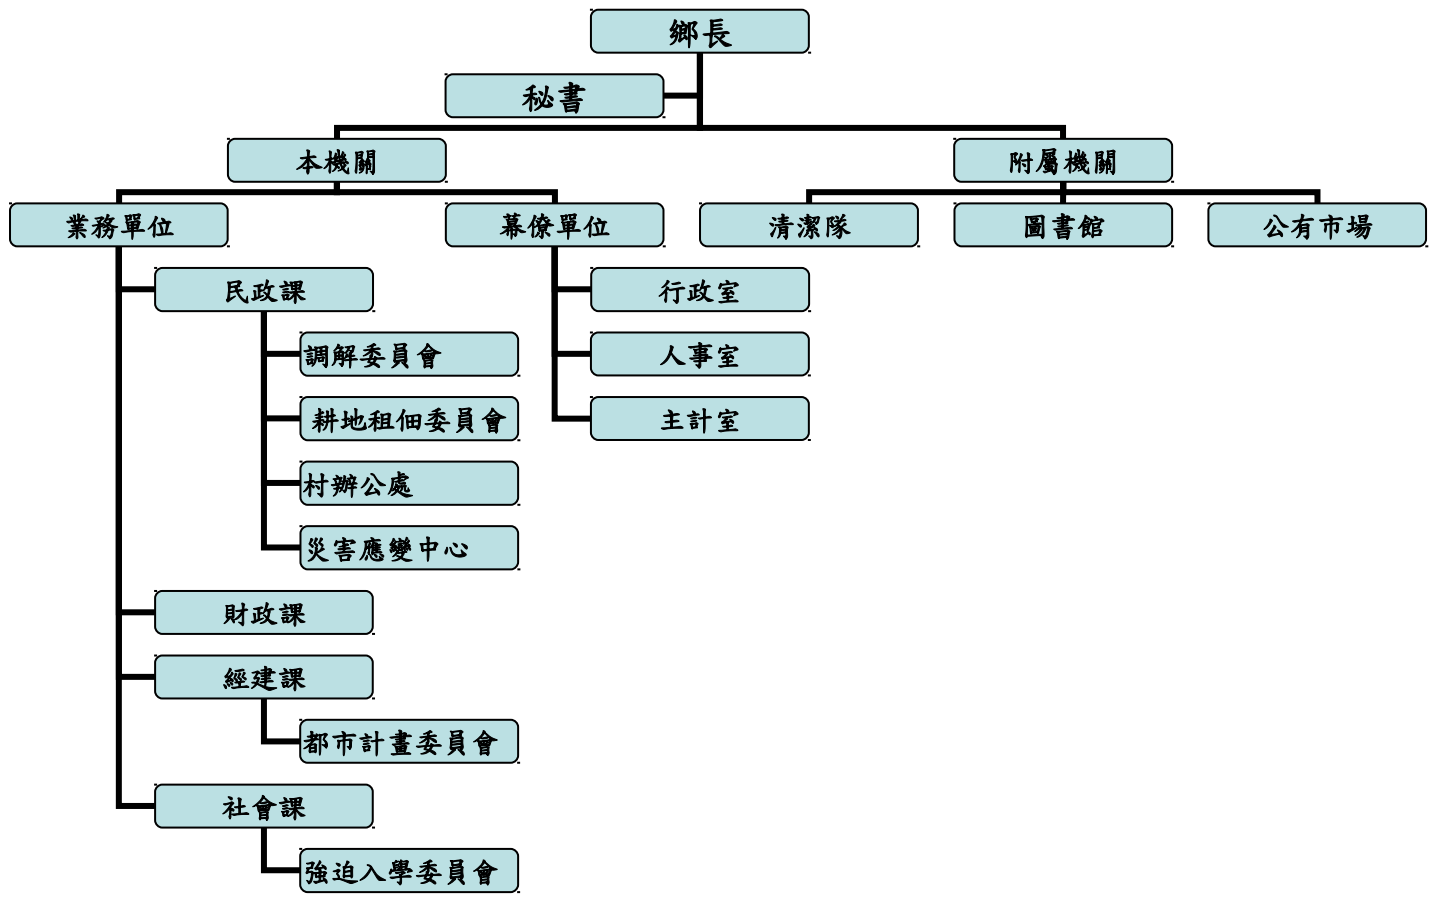 鄉長
秘書
本機關
附屬機關
業務單位
幕僚單位
清潔隊
圖書館
公有市場
民政課
行政室
調解委員會
人事室
耕地租佃委員會
主計室
村辦公處
災害應變中心
財政課
經建課
都市計畫委員會
社會課
強迫入學委員會